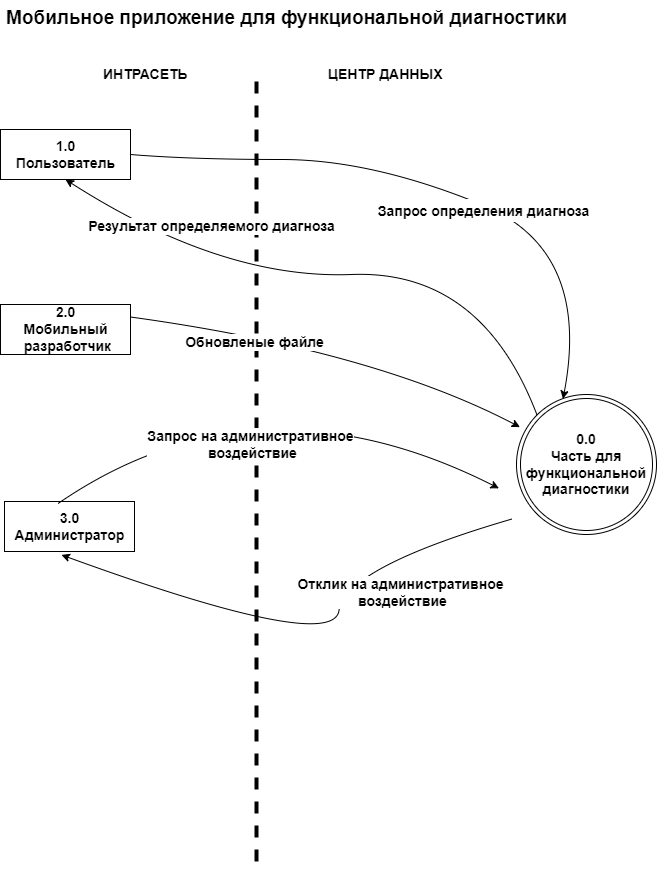 Мобильное приложение для функциональной диагностики
ИНТРАСЕТЬ
ЦЕНТР ДАННЫХ
1.0
Пользователь
Запрос определения диагноза
Результат определяемого диагноза
2.0
Мобильный
разработчик
Обновленые файле
Запрос на административное
воздействие
0.0
Часть для
функциональной
диагностики
3.0
Администратор
Отклик на административное
воздействие